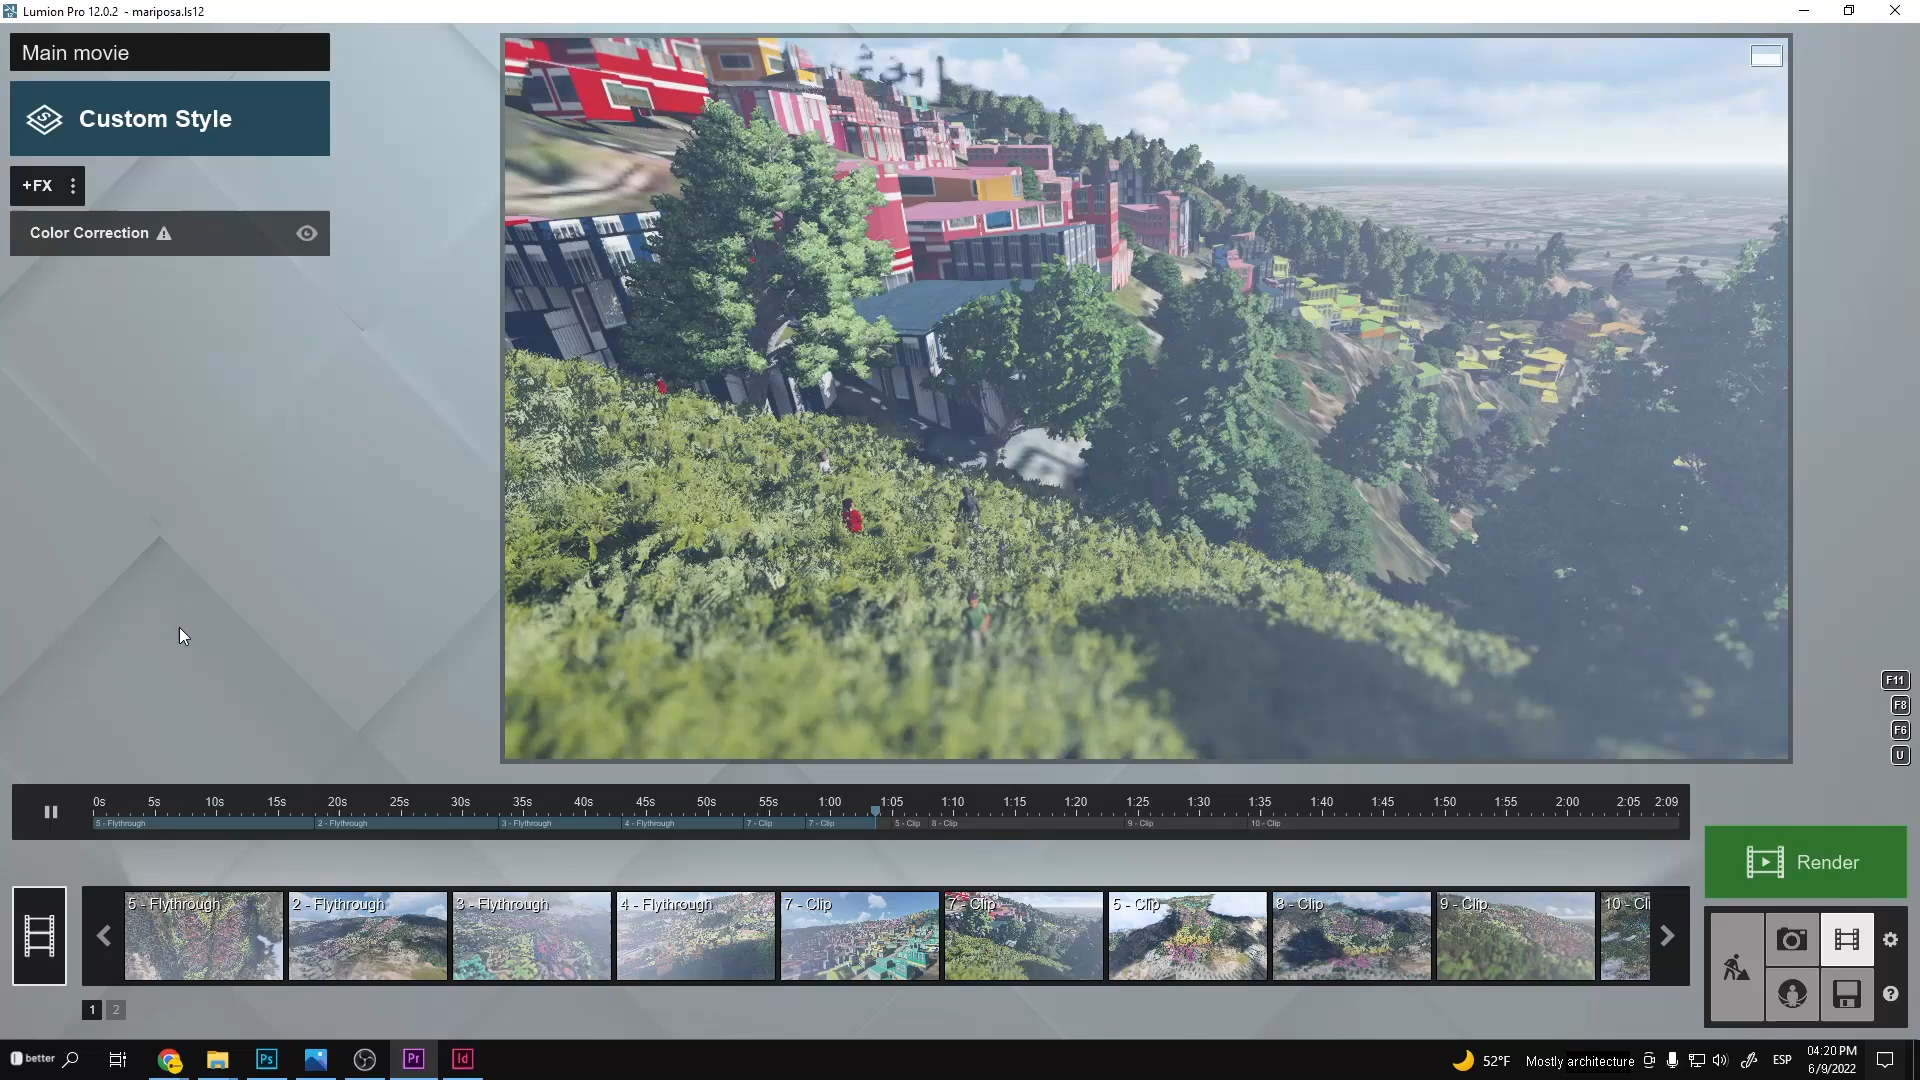 Lumion Pro 12.0.2 - mariposa.ls12
Main movie
Custom Style
+FX
Color Correction
F11
F8
F6
U
0s 5s 10s 15s 20s 25s 30s 35s 40s 45s 50s 55s 1:00 1:05 1:10 1:15 1:20 1:25 1:30 1:35 1:40 1:45 1:50 1:55 2:00 2:05 2:09
5 - Flythrough 2 - Flythrough 3 - Flythrough 4 - Flythrough 7 - Clip 7 - Clip 5 - Clip 8 - Clip 9 - Clip 10 - Clip
Render
5 - Flythrough 2 - Flythrough 3 - Flythrough 4 - Flythrough 7 - Clip 7 - Clip 5 - Clip 8 - Clip 9 - Clip 10 - Cli
1 2
better Ps Pr Id 52°F Mostly architecture ESP 04:20 PM
6/9/2022